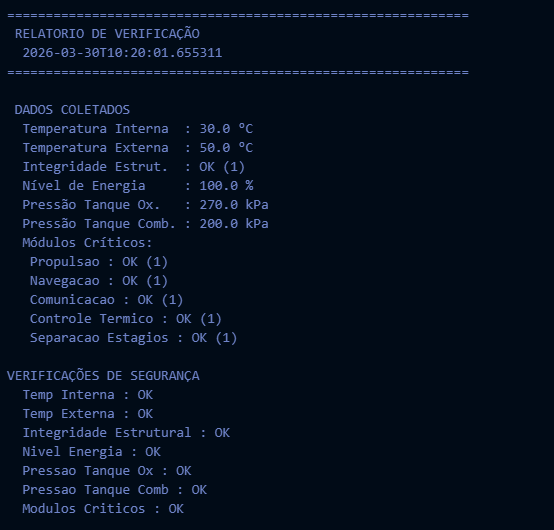 ============================================================
RELATORIO DE VERIFICAÇÃO
2026-03-30T10:20:01.655311
============================================================
DADOS COLETADOS
Temperatura Interna : 30.0 °C
Temperatura Externa : 50.0 °C
Integridade Estrut. : OK (1)
Nível de Energia : 100.0 %
Pressão Tanque Ox. : 270.0 kPa
Pressão Tanque Comb. : 200.0 kPa
Módulos Críticos:
Propulsao : OK (1)
Navegacao : OK (1)
Comunicacao : OK (1)
Controle Termico : OK (1)
Separacao Estagios : OK (1)
VERIFICAÇÕES DE SEGURANÇA
Temp Interna : OK
Temp Externa : OK
Integridade Estrutural : OK
Nivel Energia : OK
Pressao Tanque Ox : OK
Pressao Tanque Comb : OK
Modulos Criticos : OK